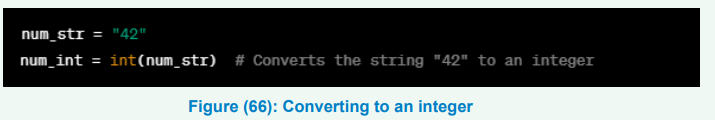 num_str = "42"
num_int = int(num_str)  # Converts the string "42" to an integer
Figure (66): Converting to an integer